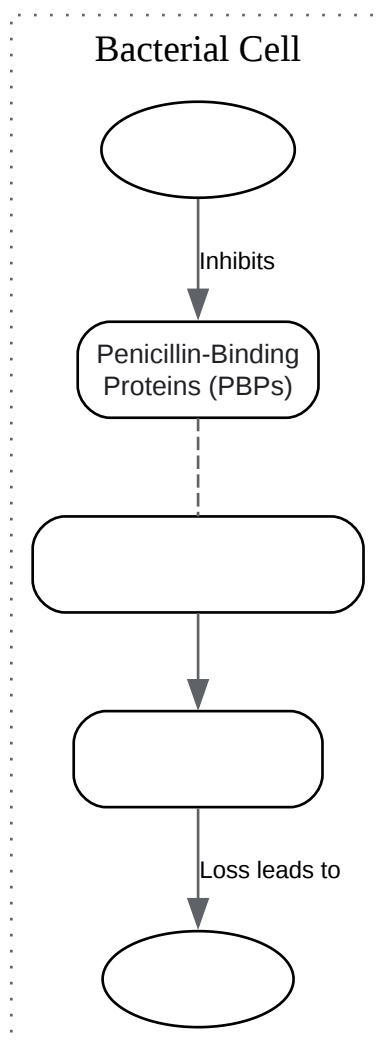 Bacterial Cell
Inhibits
Penicillin-Binding
Proteins (PBPs)
Loss leads to